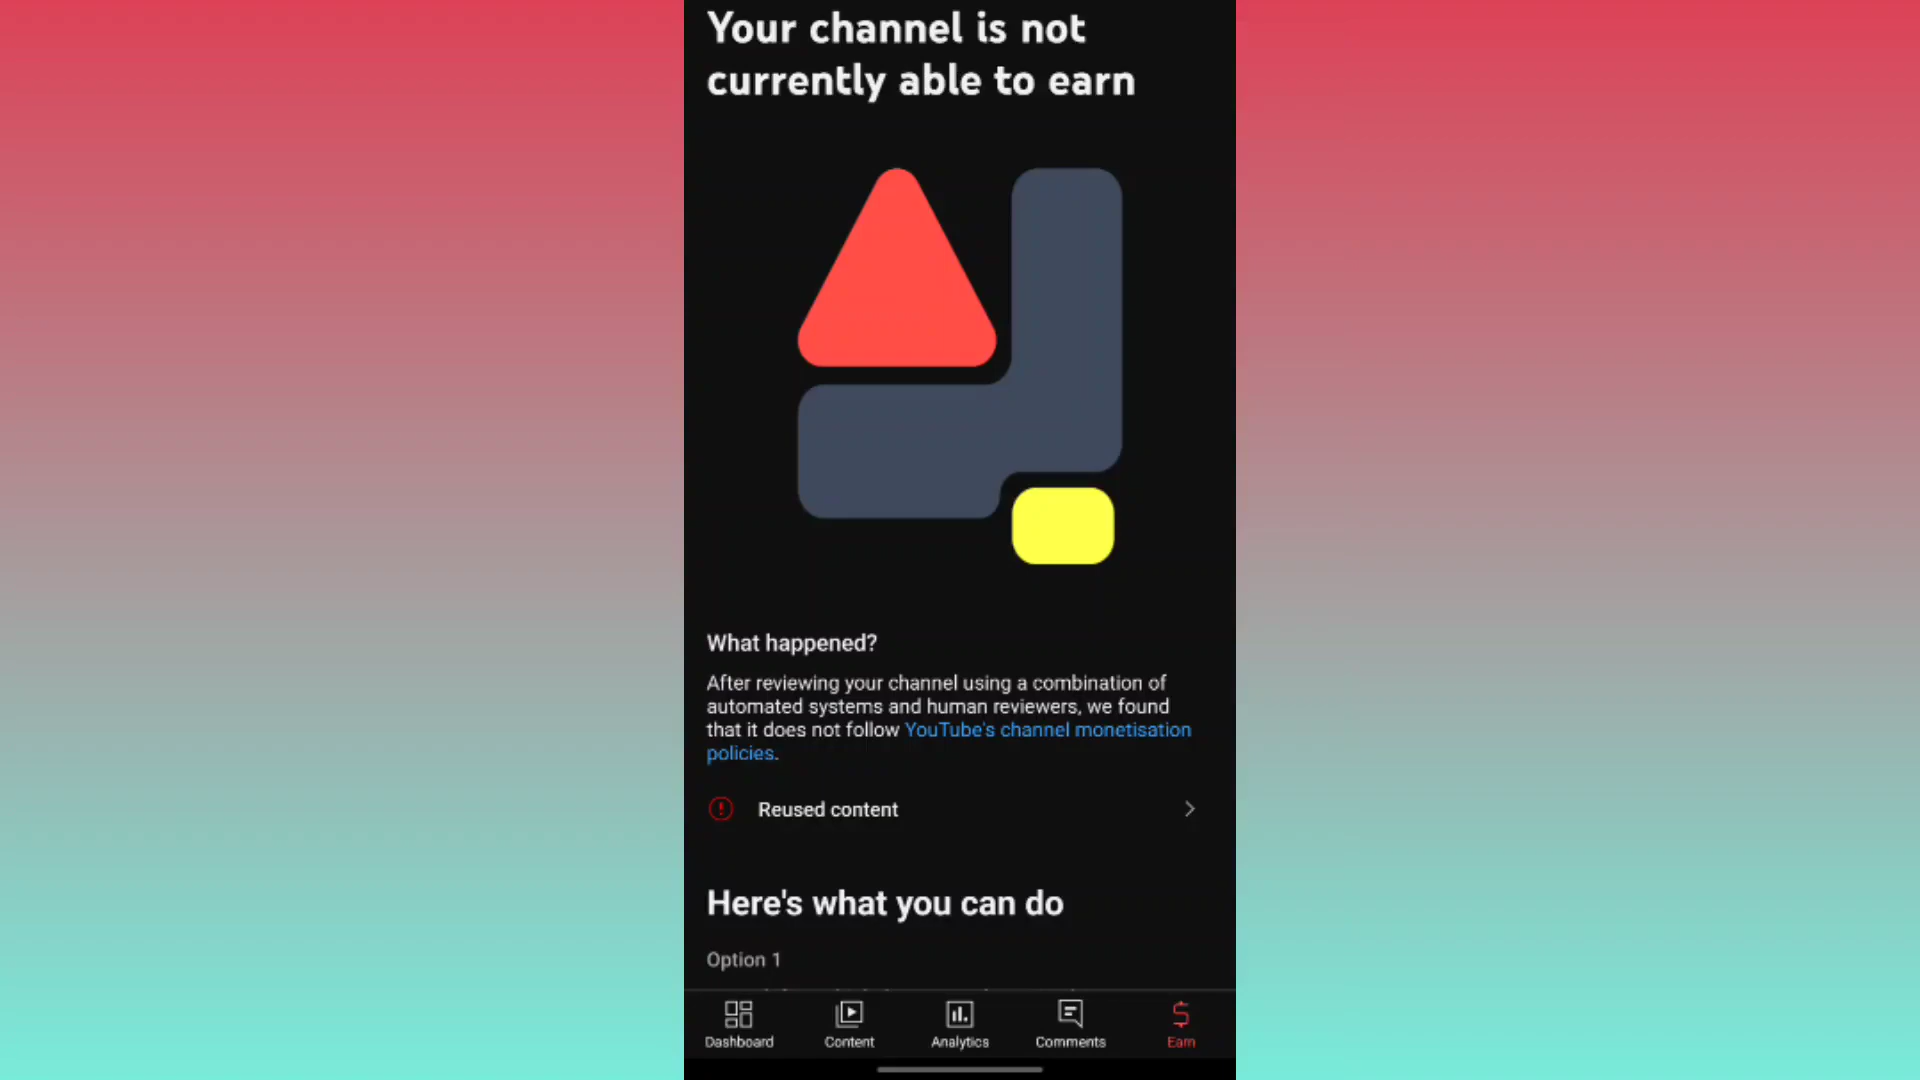 Your channel is not
currently able to earn
What happened?
After reviewing your channel using a combination of
automated systems and human reviewers, we found
that it does not follow YouTube's channel monetisation
policies.
Reused content
Here's what you can do
Option 1
Dashboard
Content
Analytics
Comments
Earn